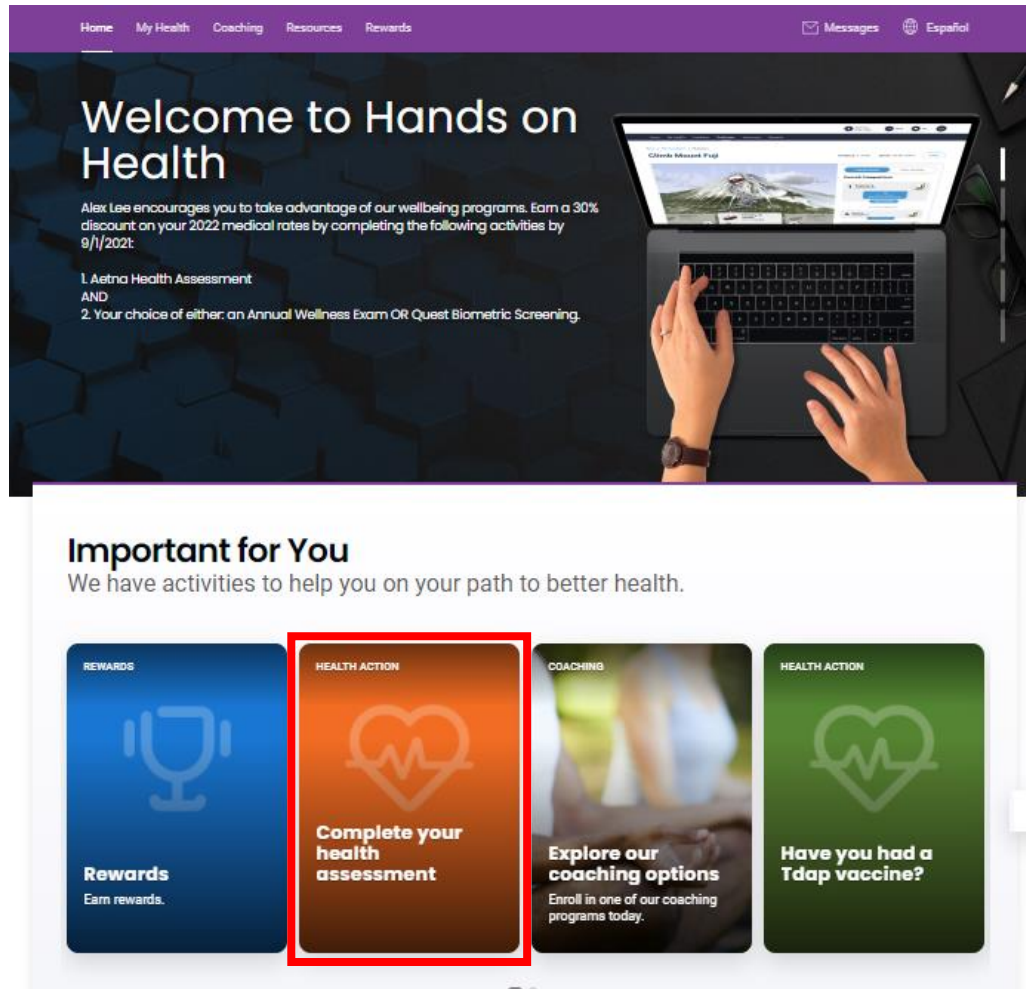 Home My Health Coaching Resources Rewards Messages Español
Welcome to Hands on
Health
Alex Lee encourages you to take advantage of our wellbeing programs. Earn a 30%
discount on your 2022 medical rates by completing the following activities by
9/1/2021:
1. Aetna Health Assessment
AND
2. Your choice of either: an Annual Wellness Exam OR Quest Biometric Screening.
Climb Mount Fuji
Important for You
We have activities to help you on your path to better health.
REWARDS
Rewards
Earn rewards.
HEALTH ACTION
Complete your
health
assessment
COACHING
Explore our
coaching options
Enroll in one of our coaching
programs today.
HEALTH ACTION
Have you had a
Tdap vaccine?